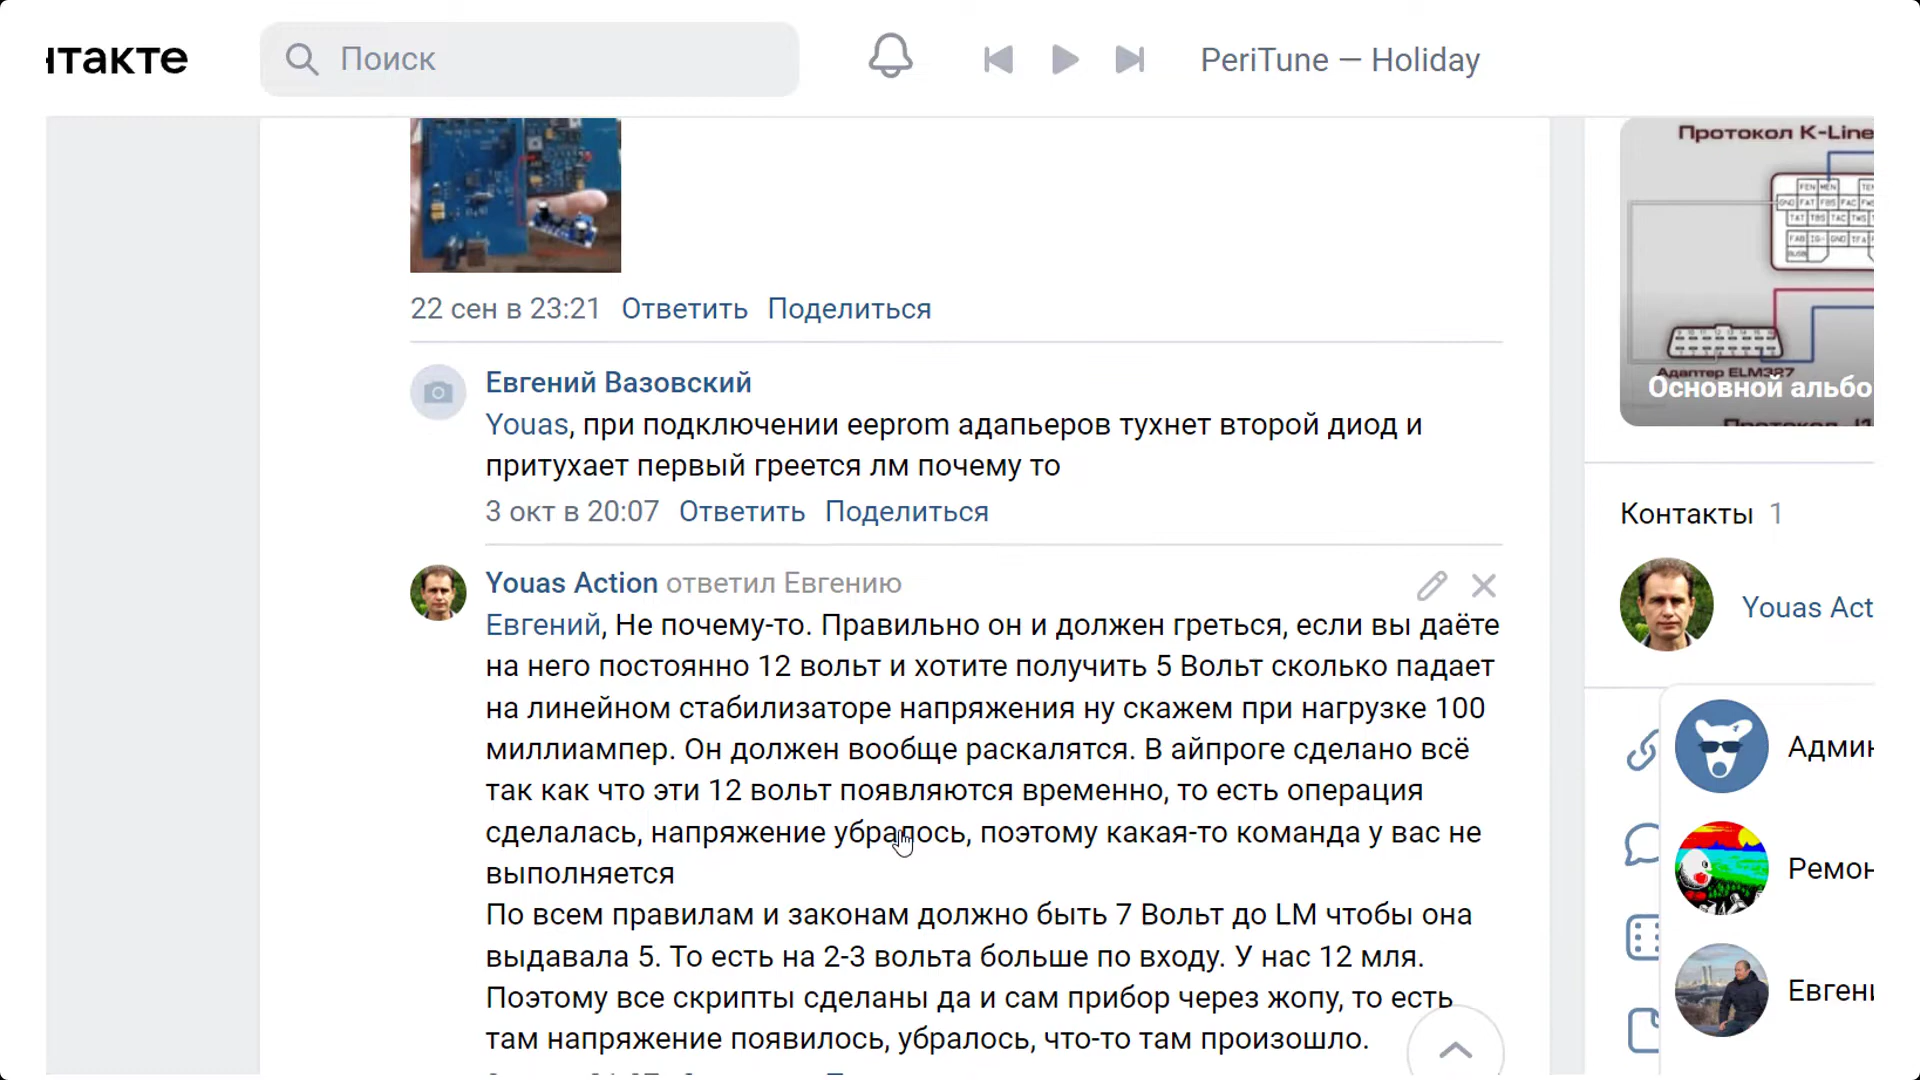 нтакте
Поиск
PeriTune — Holiday
22 сен в 23:21 Ответить Поделиться
Евгений Вазовский
Youas, при подключении eeprom адапьеров тухнет второй диод и
притухает первый греется лм почему то
3 окт в 20:07 Ответить Поделиться
Youas Action ответил Евгению
Евгений, Не почему-то. Правильно он и должен греться, если вы даёте
на него постоянно 12 вольт и хотите получить 5 Вольт сколько падает
на линейном стабилизаторе напряжения ну скажем при нагрузке 100
миллиампер. Он должен вообще раскалятся. В айпроге сделано всё
так как что эти 12 вольт появляются временно, то есть операция
сделалась, напряжение убралось, поэтому какая-то команда у вас не
выполняется
По всем правилам и законам должно быть 7 Вольт до LM чтобы она
выдавала 5. То есть на 2-3 вольта больше по входу. У нас 12 мля.
Поэтому все скрипты сделаны да и сам прибор через жопу, то есть
там напряжение появилось, убралось, что-то там произошло.
Протокол K-Line
Адаптер ELM327
Основной альбо
Контакты 1
Youas Act
Админ
Ремон
Евгени